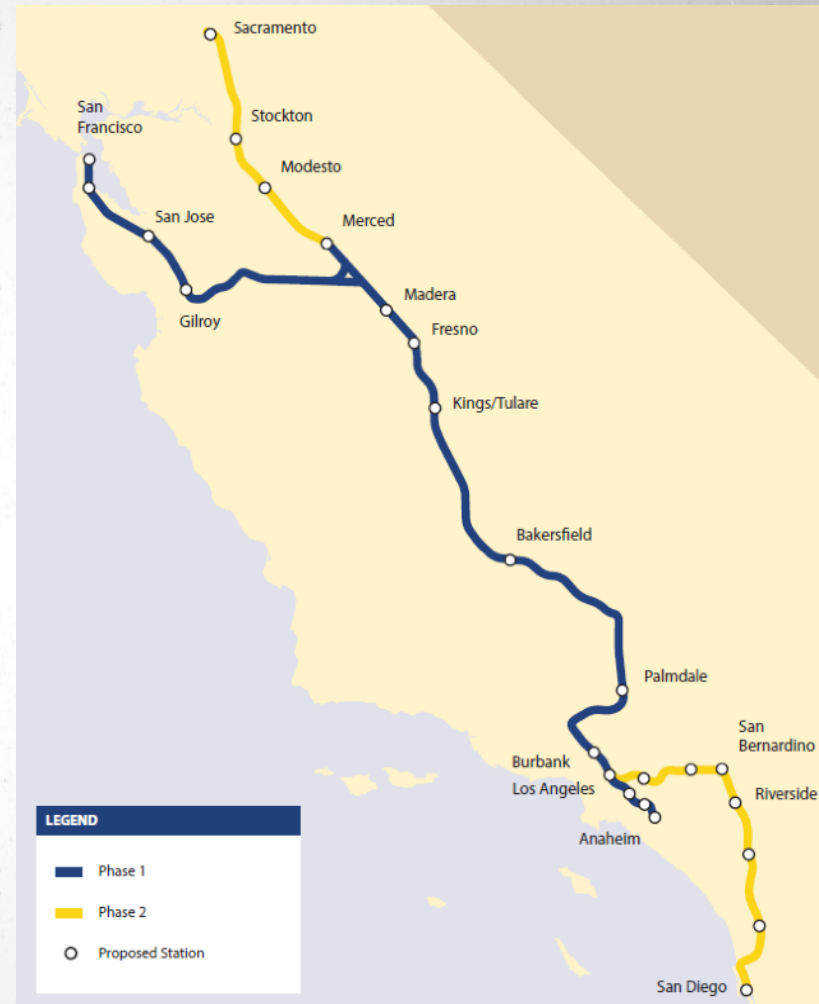 Sacramento
San
Francisco
Stockton
Modesto
San Jose
Merced
Gilroy
Madera
Fresno
Kings/Tulare
Bakersfield
Palmdale
San
Bernardino
Burbank
Los Angeles
Riverside
Anaheim
San Diego
LEGEND
Phase 1
Phase 2
Proposed Station